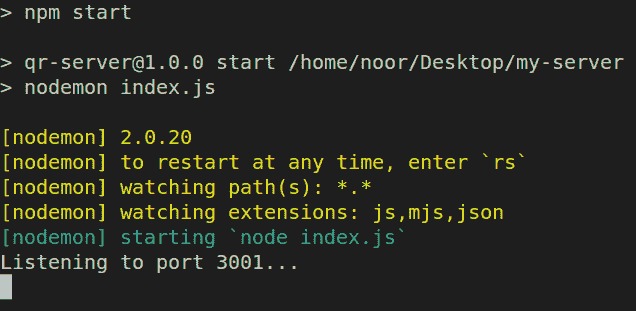 > npm start
> qr-server@1.0.0 start /home/noor/Desktop/my-server
> nodemon index.js
[nodemon] 2.0.20
[nodemon] to restart at any time, enter `rs`
[nodemon] watching path(s): *.*
[nodemon] watching extensions: js,mjs,json
[nodemon] starting `node index.js`
Listening to port 3001...